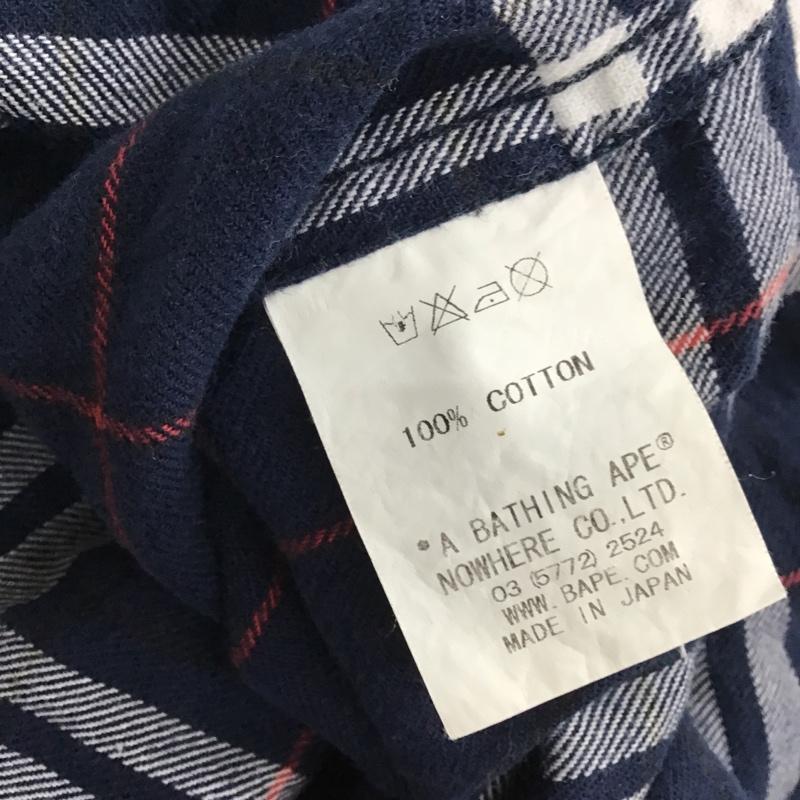 100% COTTON
*A BATHING APE®
NOWHERE CO.,LTD.
03 (5772) 2524
WWW.BAPE.COM
MADE IN JAPAN